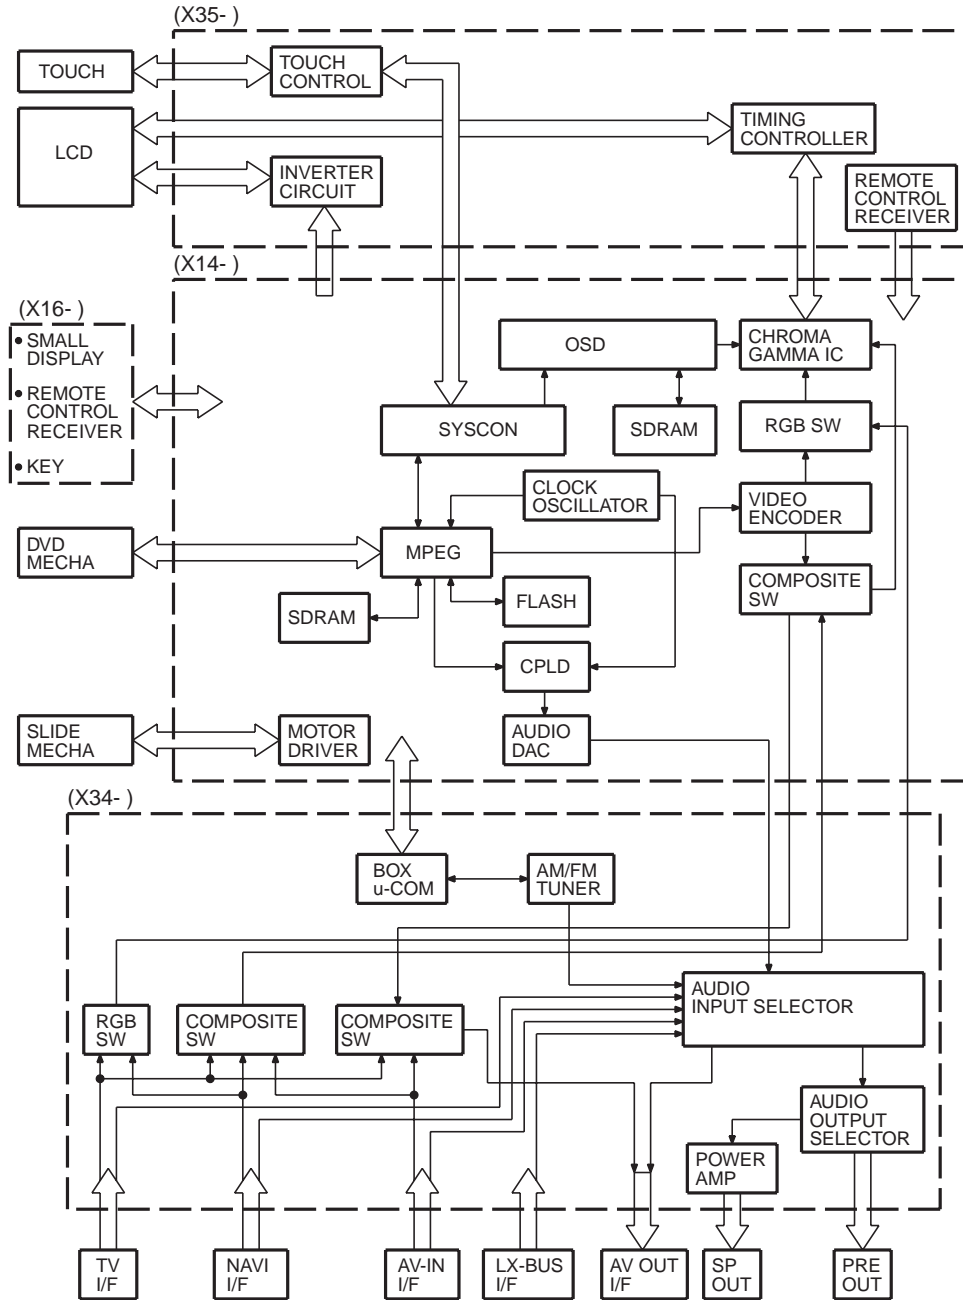 (X35- )
TOUCH
TOUCH
CONTROL
LCD
TIMING
CONTROLLER
INVERTER
CIRCUIT
REMOTE
CONTROL
RECEIVER
(X14- )
(X16- )
• SMALL
DISPLAY
• REMOTE
CONTROL
RECEIVER
• KEY
OSD
CHROMA
GAMMA IC
SYSCON
SDRAM
RGB SW
CLOCK
OSCILLATOR
VIDEO
ENCODER
DVD
MECHA
MPEG
COMPOSITE
SW
SDRAM
FLASH
CPLD
SLIDE
MECHA
MOTOR
DRIVER
AUDIO
DAC
(X34- )
BOX
u-COM
AM/FM
TUNER
RGB
SW
COMPOSITE
SW
COMPOSITE
SW
AUDIO
INPUT SELECTOR
AUDIO
OUTPUT
SELECTOR
POWER
AMP
TV
I/F
NAVI
I/F
AV-IN
I/F
LX-BUS
I/F
AV OUT
I/F
SP
OUT
PRE
OUT